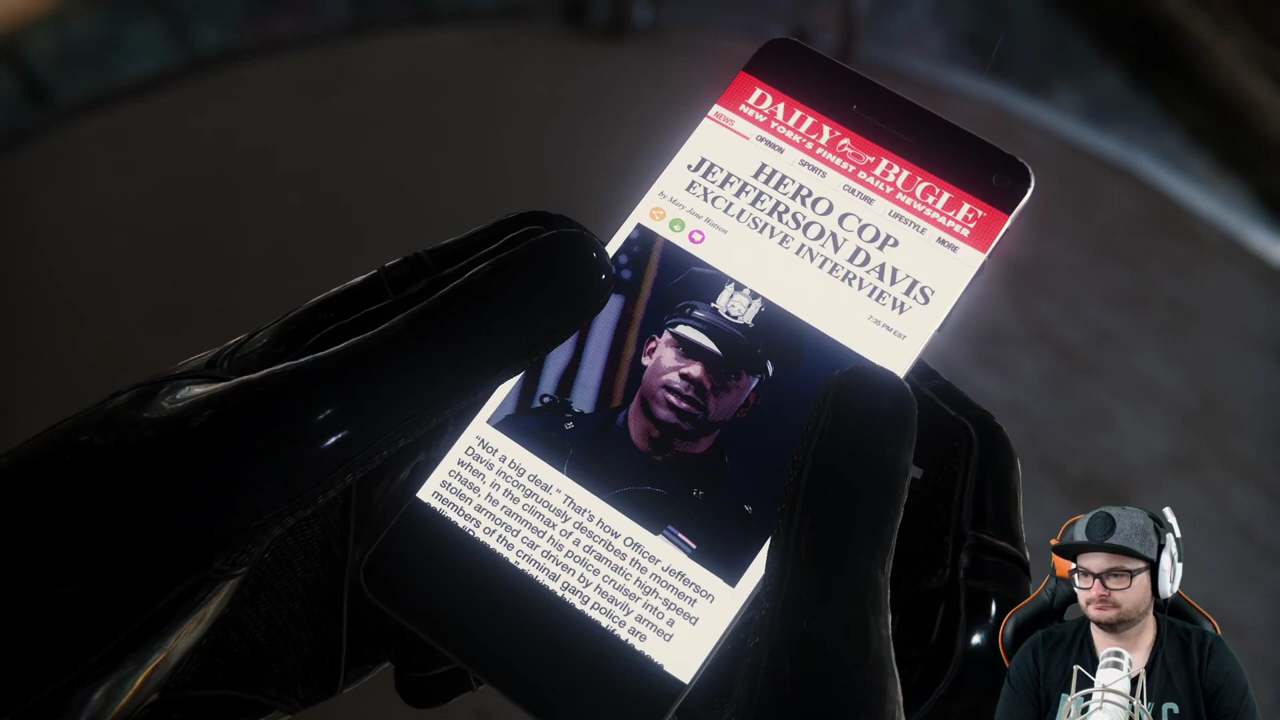 DAILY BUGLE
NEW YORK'S FINEST DAILY NEWSPAPER
NEWS OPINION SPORTS CULTURE LIFESTYLE MORE
HERO COP
JEFFERSON DAVIS
EXCLUSIVE INTERVIEW
by Mary-Jane Watson
7:35 PM EST
"Not a big deal." That's how Officer Jefferson
Davis incongruously describes the moment
when, in the climax of a dramatic high-speed
chase, he rammed his police cruiser into a
stolen armored car driven by heavily armed
members of the criminal gang police are